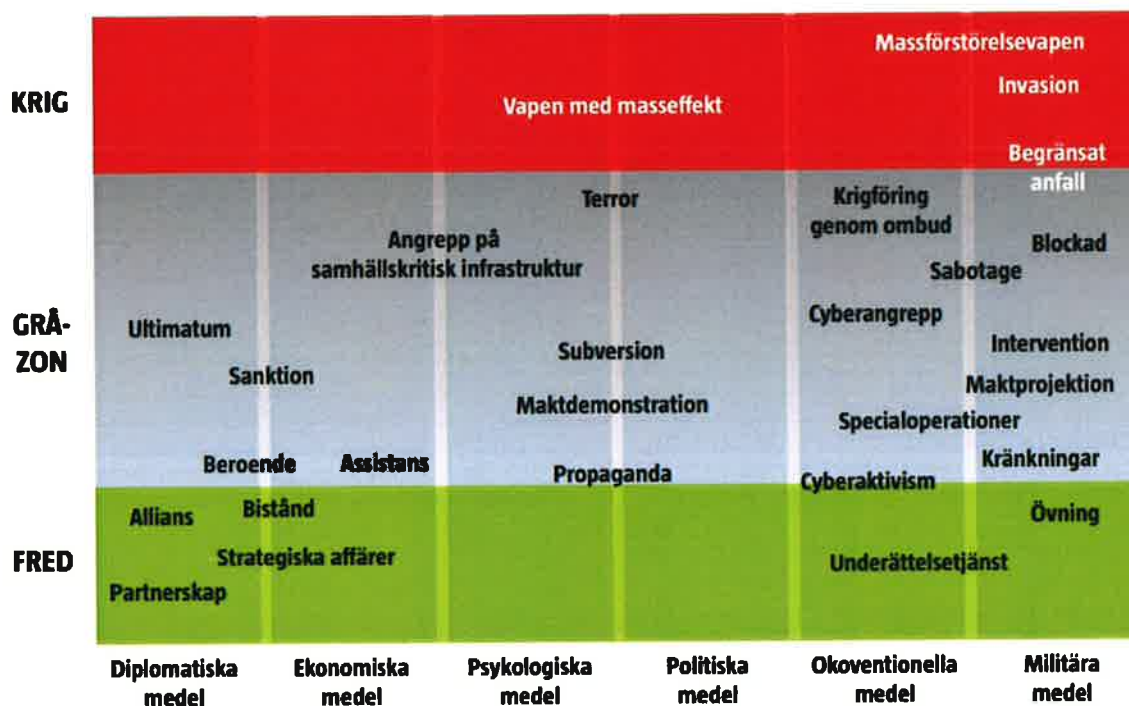 Massförstörelsevapen
Invasion
KRIG
Vapen med masseffekt
Begränsat
anfall
Terror
Krigföring
genom ombud
Angrepp på
samhällskritisk infrastruktur
Blockad
Sabotage
GRÅ-
ZON
Ultimatum
Cyberangrepp
Subversion
Intervention
Sanktion
Maktprojektion
Maktdemonstration
Specialoperationer
Beroende
Assistans
Propaganda
Kränkningar
Cyberaktivism
Bistånd
Allians
Övning
FRED
Strategiska affärer
Underättelsetjänst
Partnerskap
Diplomatiska
medel
Ekonomiska
medel
Psykologiska
medel
Politiska
medel
Okoventionella
medel
Militära
medel